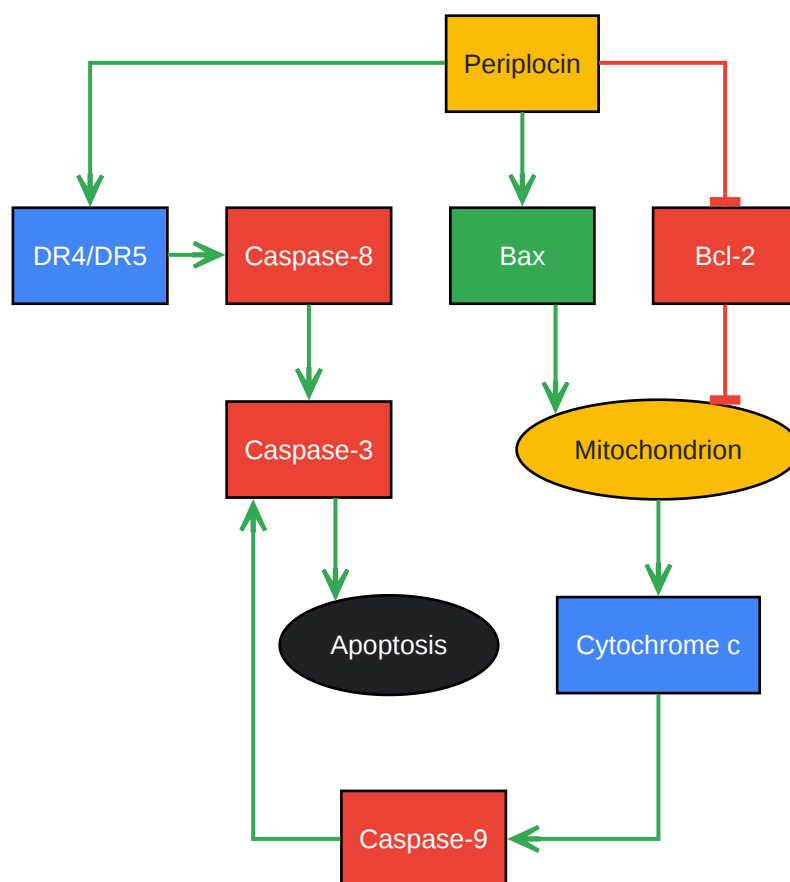 Periplocin
DR4/DR5
Caspase-8
Bax
Bcl-2
Caspase-3
Mitochondrion
Apoptosis
Cytochrome c
Caspase-9